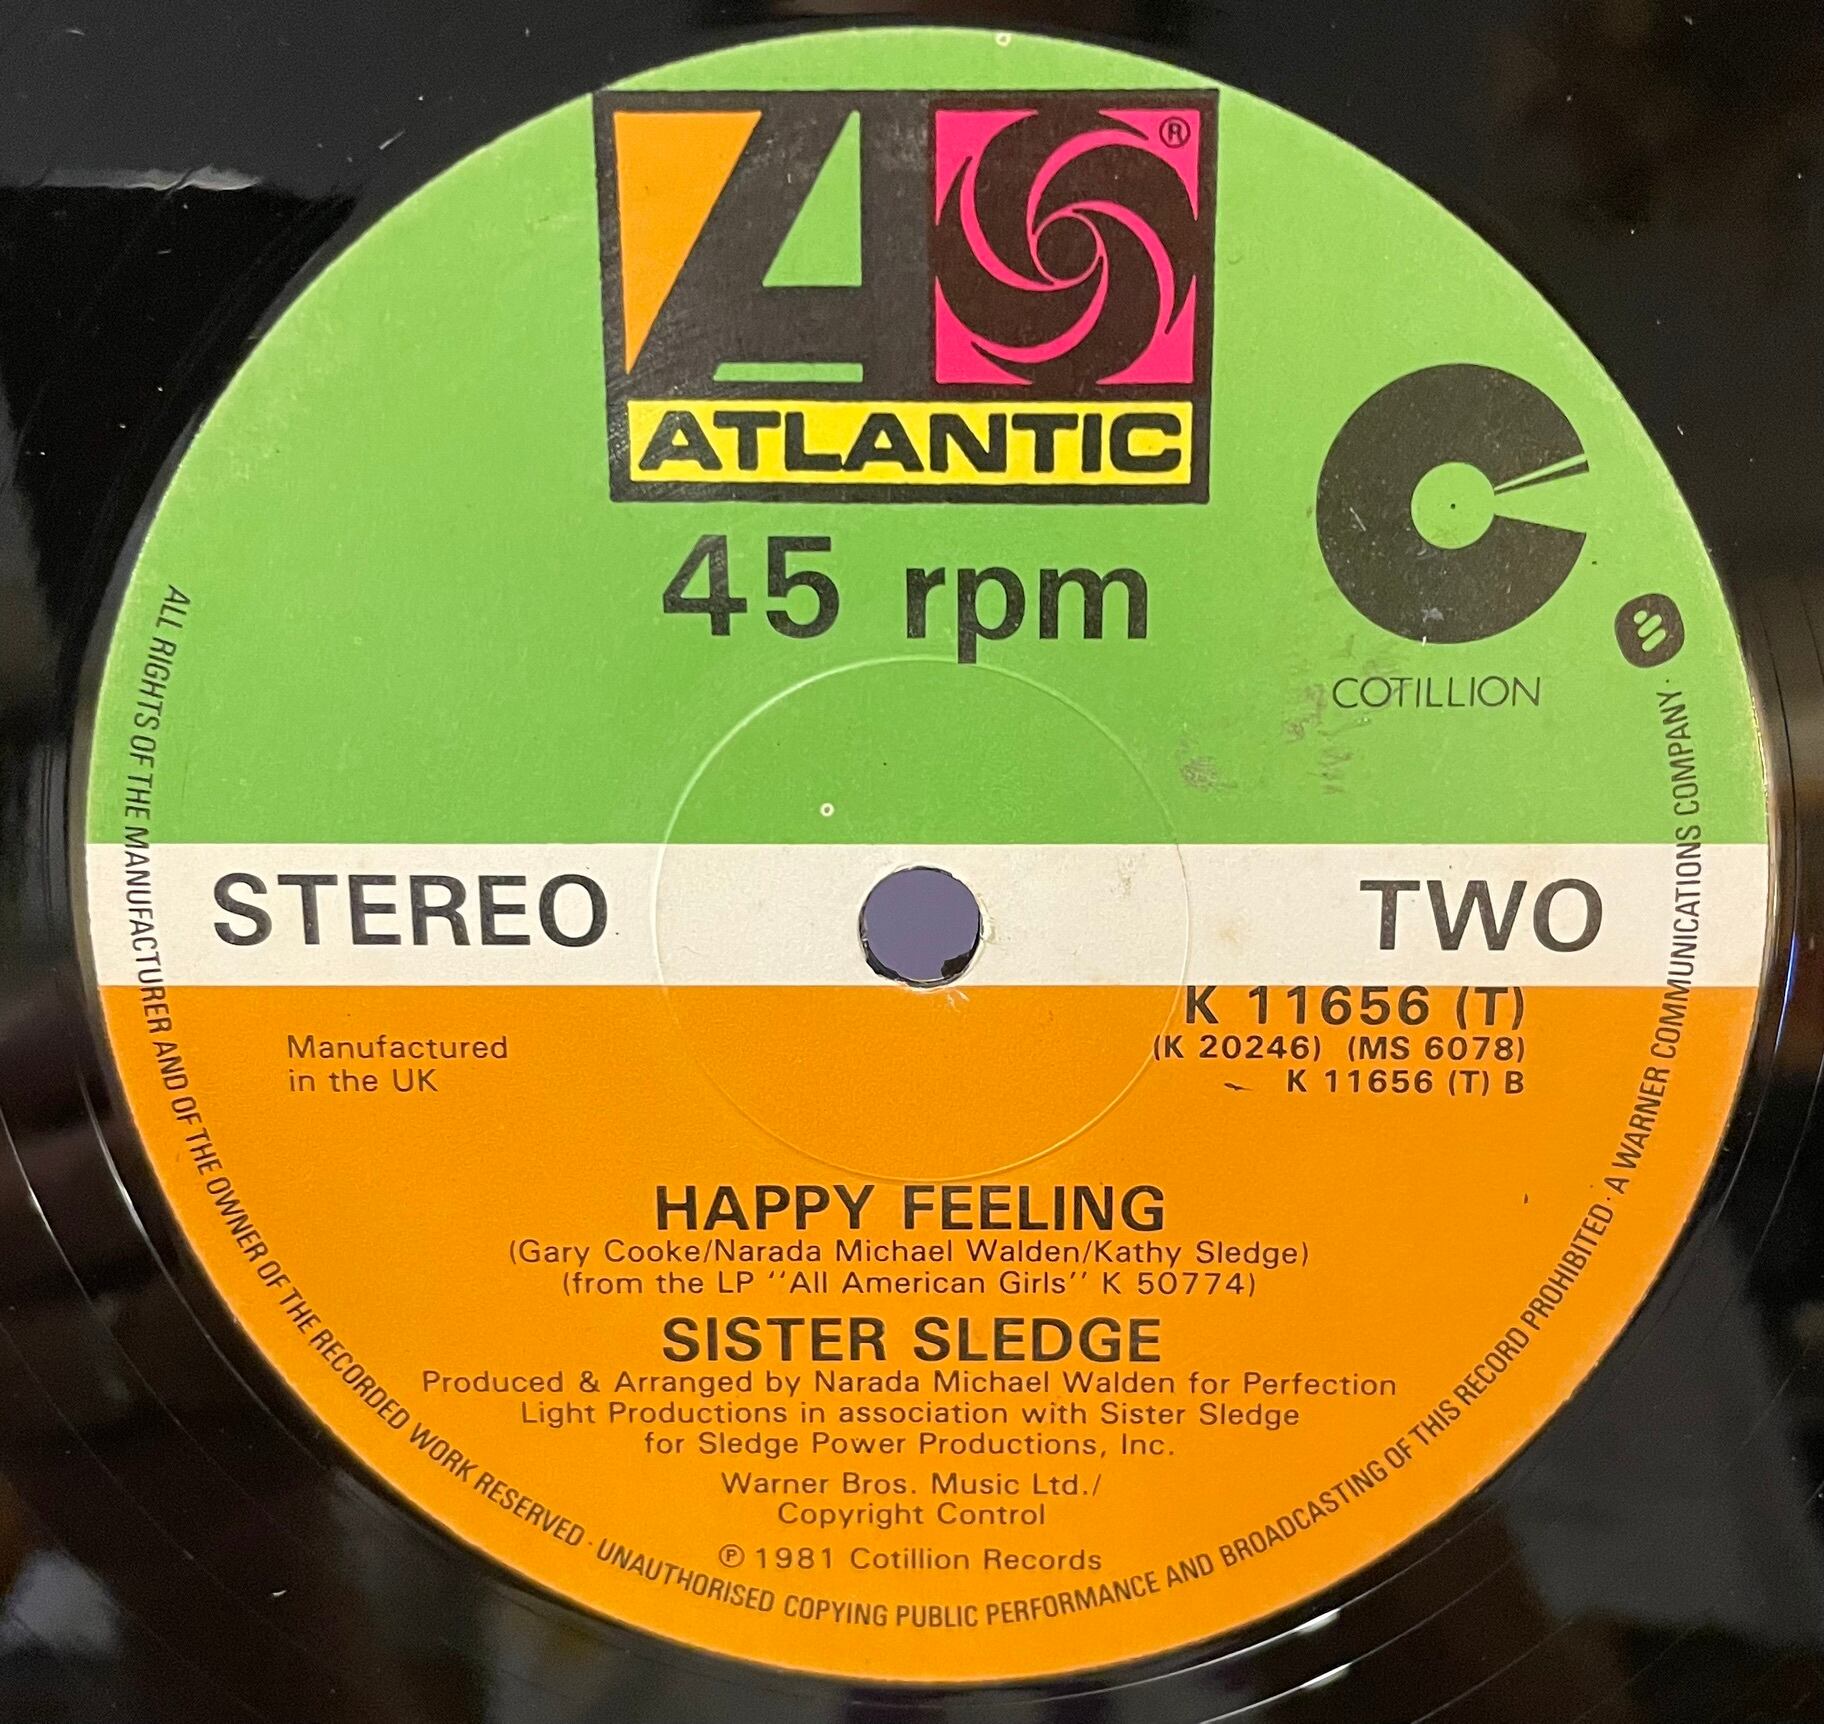 ®
ATLANTIC
45 rpm
COTILLION
STEREO
TWO
K 11656 (T)
(K 20246) (MS 6078)
K 11656 (T) B
Manufactured
in the UK
HAPPY FEELING
(Gary Cooke/Narada Michael Walden/Kathy Sledge)
(from the LP "All American Girls" K 50774)
SISTER SLEDGE
Produced & Arranged by Narada Michael Walden for Perfection
Light Productions in association with Sister Sledge
for Sledge Power Productions, Inc.
Warner Bros. Music Ltd./
Copyright Control
℗ 1981 Cotillion Records
ALL RIGHTS OF THE MANUFACTURER AND OF THE OWNER OF THE RECORDED WORK RESERVED · UNAUTHORISED COPYING PUBLIC PERFORMANCE AND BROADCASTING OF THIS RECORD PROHIBITED · A WARNER COMMUNICATIONS COMPANY ·